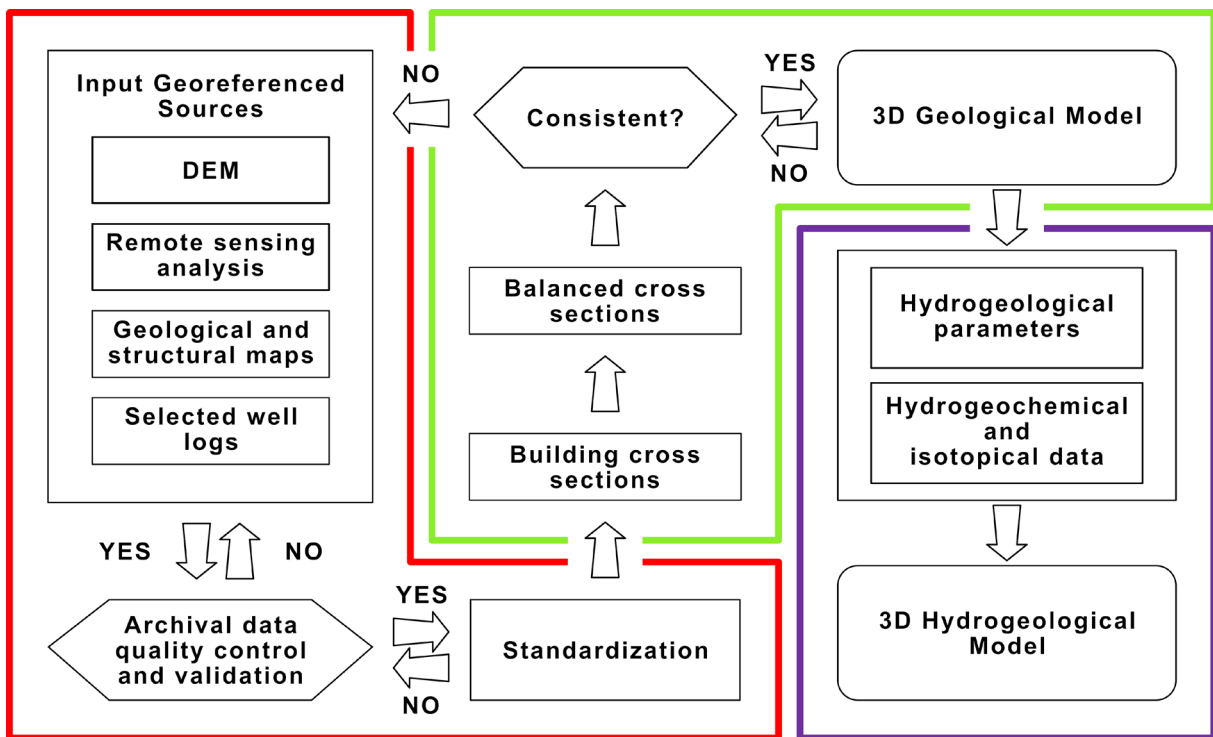 Input Georeferenced
Sources
DEM
Remote sensing
analysis
Geological and
structural maps
Selected well
logs
YES
NO
Archival data
quality control
and validation
YES
NO
Standardization
Building cross
sections
Balanced cross
sections
Consistent?
NO
YES
NO
3D Geological Model
Hydrogeological
parameters
Hydrogeochemical
and
isotopical data
3D Hydrogeological
Model